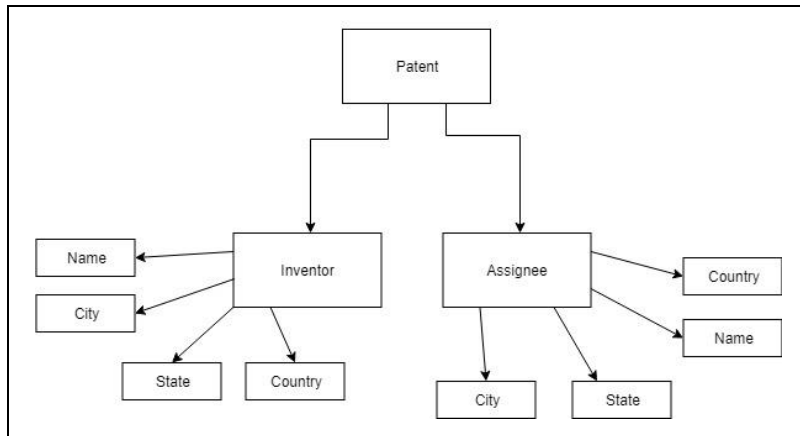 Patent
Inventor
Assignee
Name
City
State
Country
Country
Name
City
State